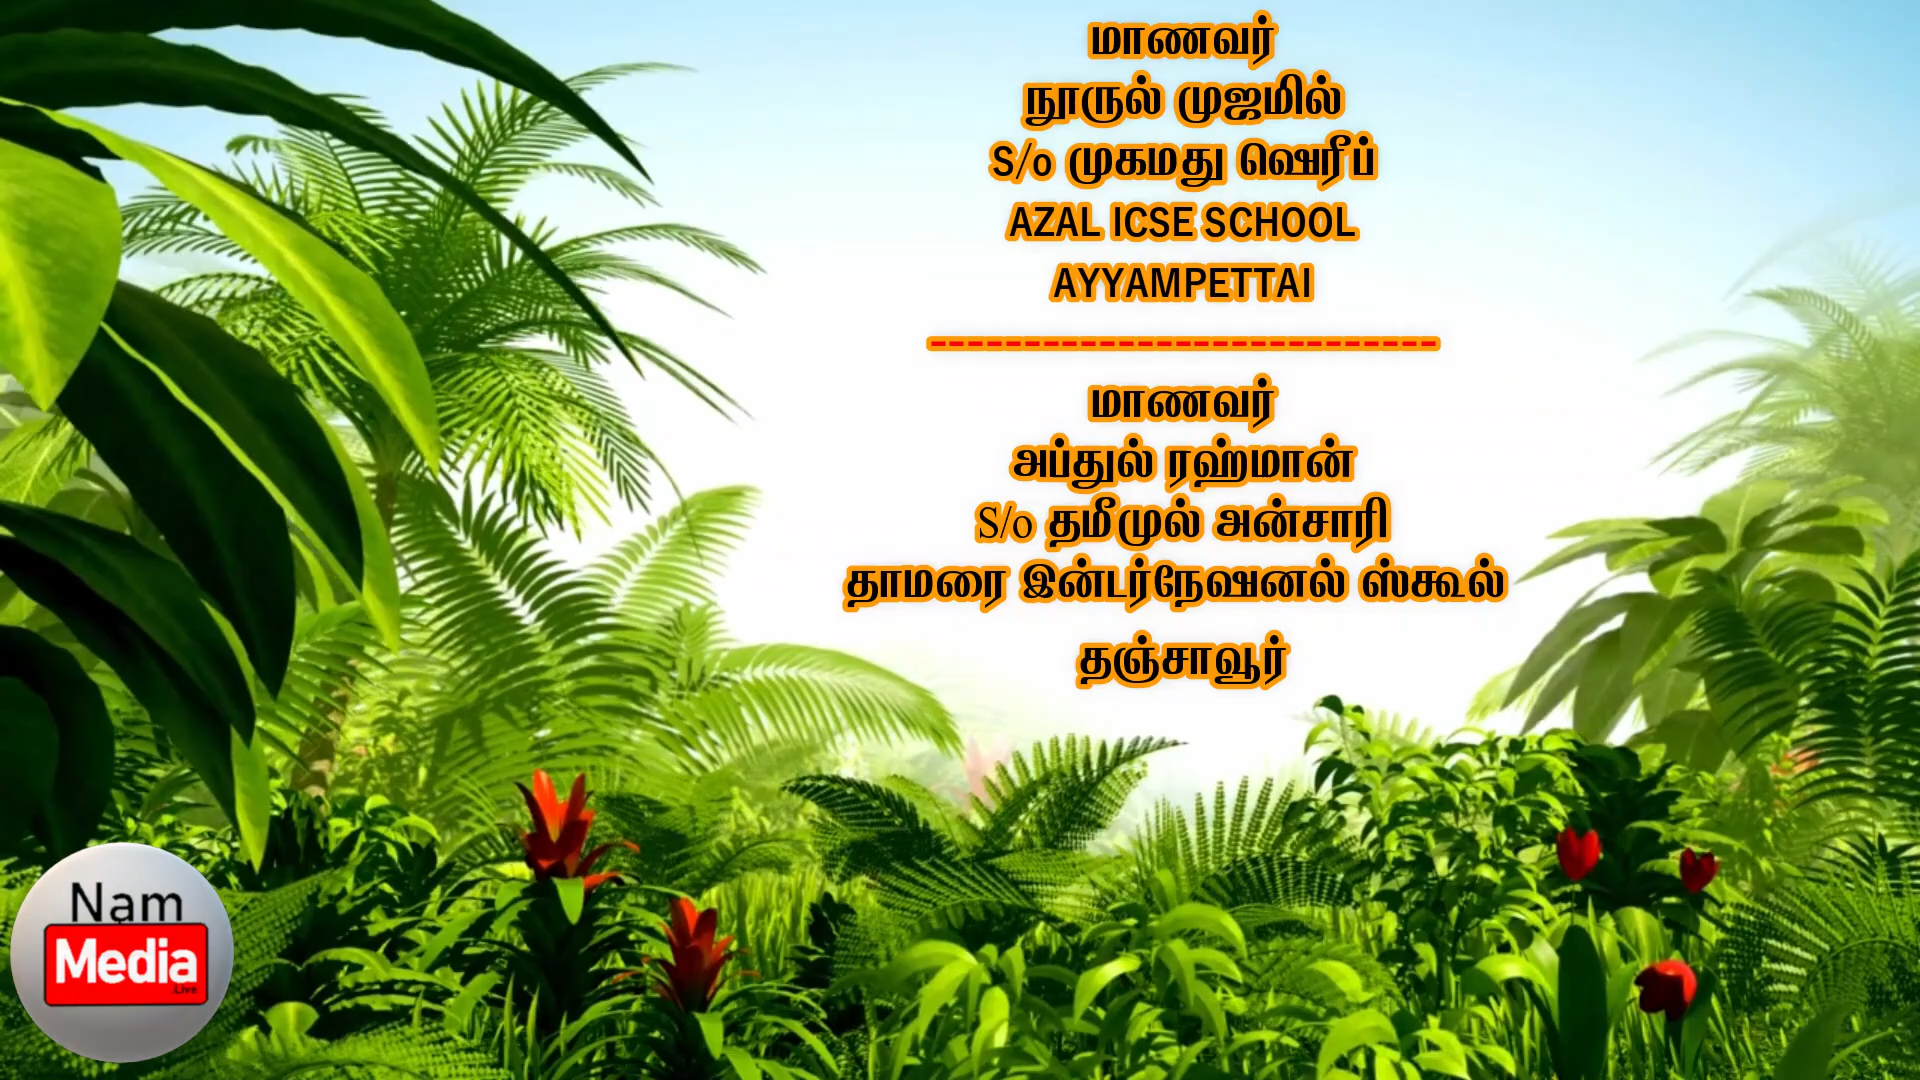 மாணவர்
நூருல் முஜமில்
S/o முகமது ஷெரீப்
AZAL ICSE SCHOOL
AYYAMPETTAI
---------------------------
மாணவர்
அப்துல் ரஹ்மான்
S/o தமீமுல் அன்சாரி
தாமரை இன்டர்நேஷனல் ஸ்கூல்
தஞ்சாவூர்
Nam
Media
.Live